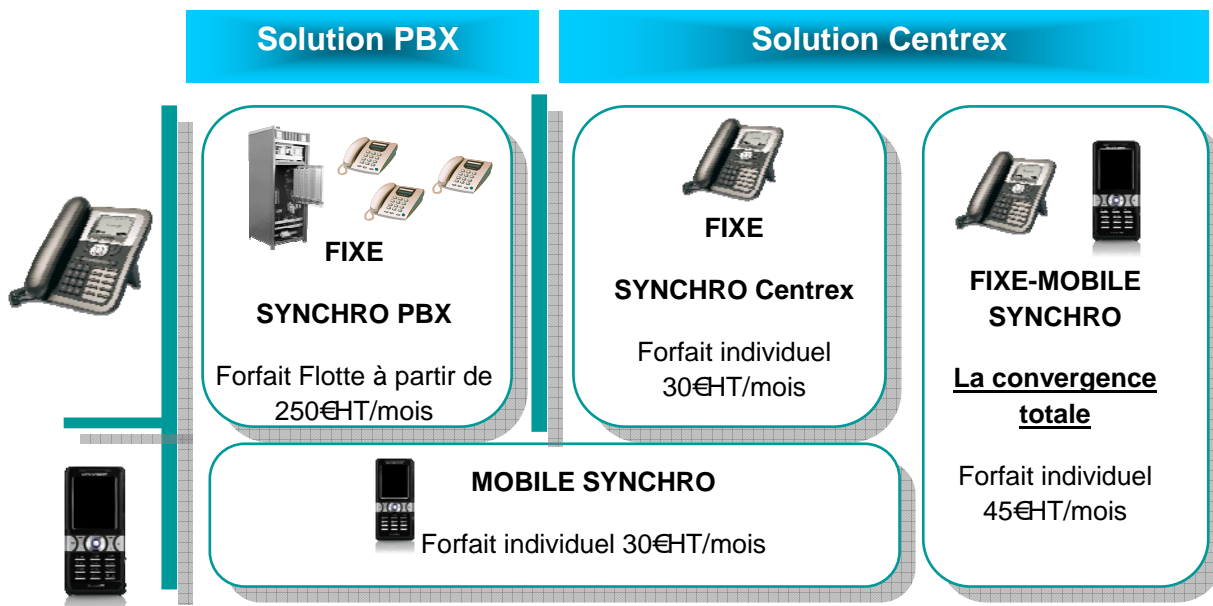 Solution PBX
Solution Centrex
FIXE
SYNCHRO PBX
Forfait Flotte à partir de
250€HT/mois
FIXE
SYNCHRO Centrex
Forfait individuel
30€HT/mois
FIXE-MOBILE
SYNCHRO
La convergence
totale
Forfait individuel
45€HT/mois
MOBILE SYNCHRO
Forfait individuel 30€HT/mois